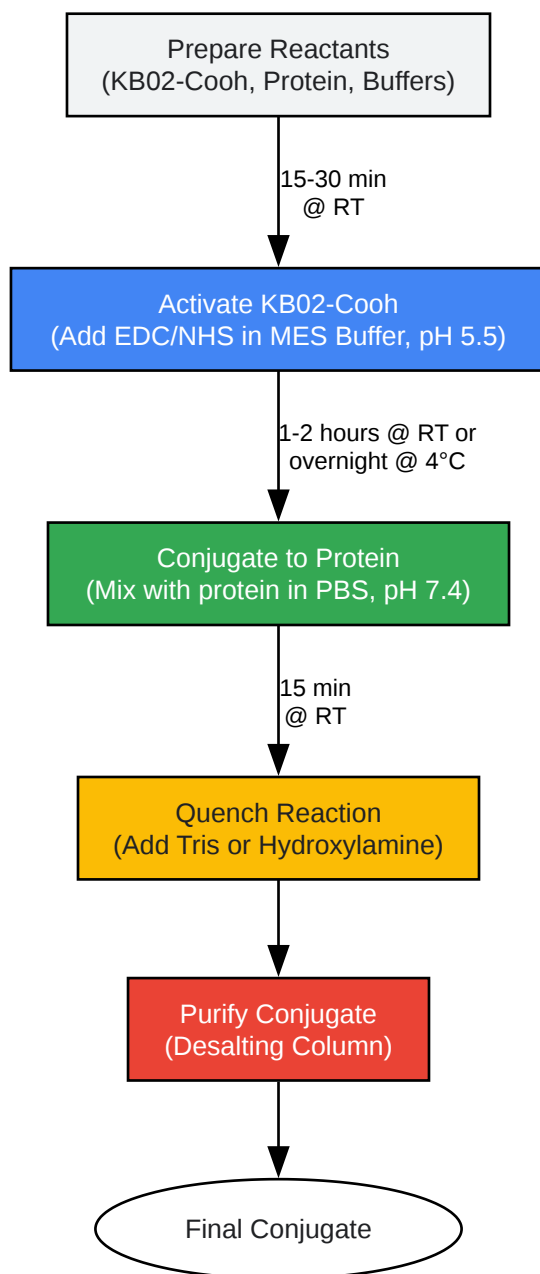 Prepare Reactants
(KB02-Cooh, Protein, Buffers)
15-30 min
@ RT
Activate KB02-Cooh
(Add EDC/NHS in MES Buffer, pH 5.5)
1-2 hours @ RT or
overnight @ 4°C
Conjugate to Protein
(Mix with protein in PBS, pH 7.4)
15 min
@ RT
Quench Reaction
(Add Tris or Hydroxylamine)
Purify Conjugate
(Desalting Column)
Final Conjugate